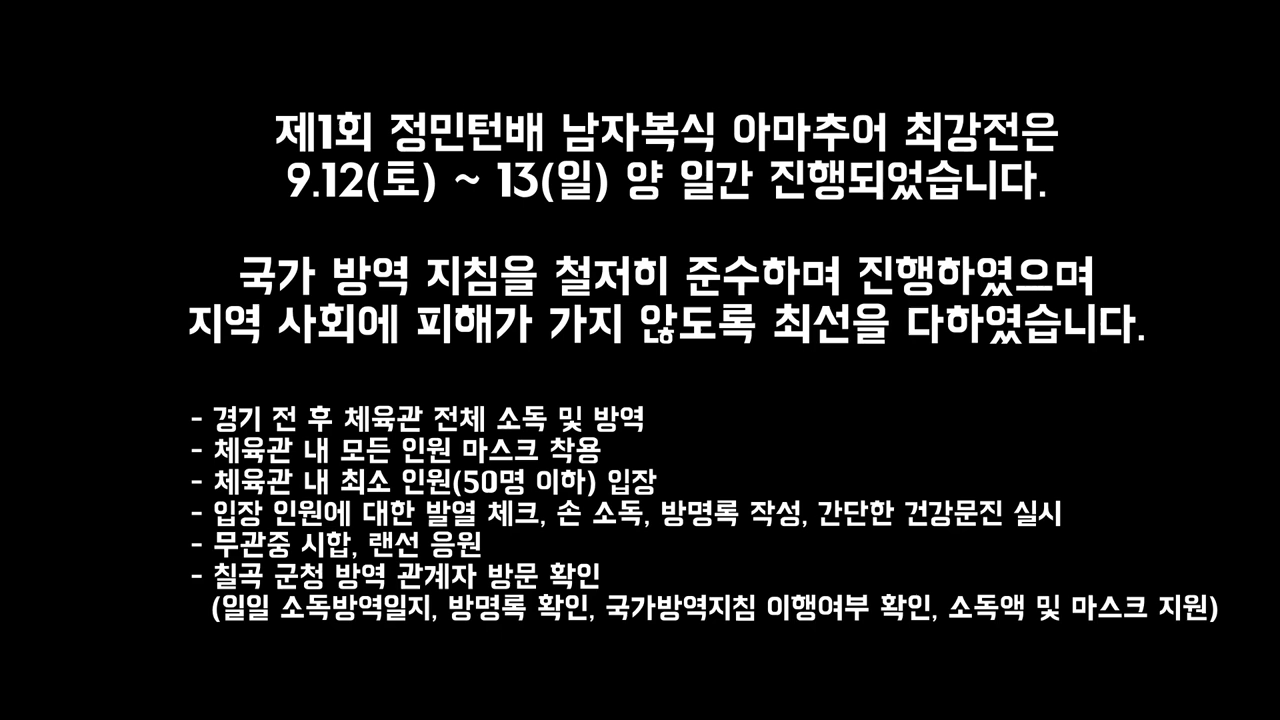 제1회 정민턴배 남자복식 아마추어 최강전은
9.12(토) ~ 13(일) 양 일간 진행되었습니다.
국가 방역 지침을 철저히 준수하며 진행하였으며
지역 사회에 피해가 가지 않도록 최선을 다하였습니다.
- 경기 전 후 체육관 전체 소독 및 방역
- 체육관 내 모든 인원 마스크 착용
- 체육관 내 최소 인원(50명 이하) 입장
- 입장 인원에 대한 발열 체크, 손 소독, 방명록 작성, 간단한 건강문진 실시
- 무관중 시합, 랜선 응원
- 칠곡 군청 방역 관계자 방문 확인
(일일 소독방역일지, 방명록 확인, 국가방역지침 이행여부 확인, 소독액 및 마스크 지원)